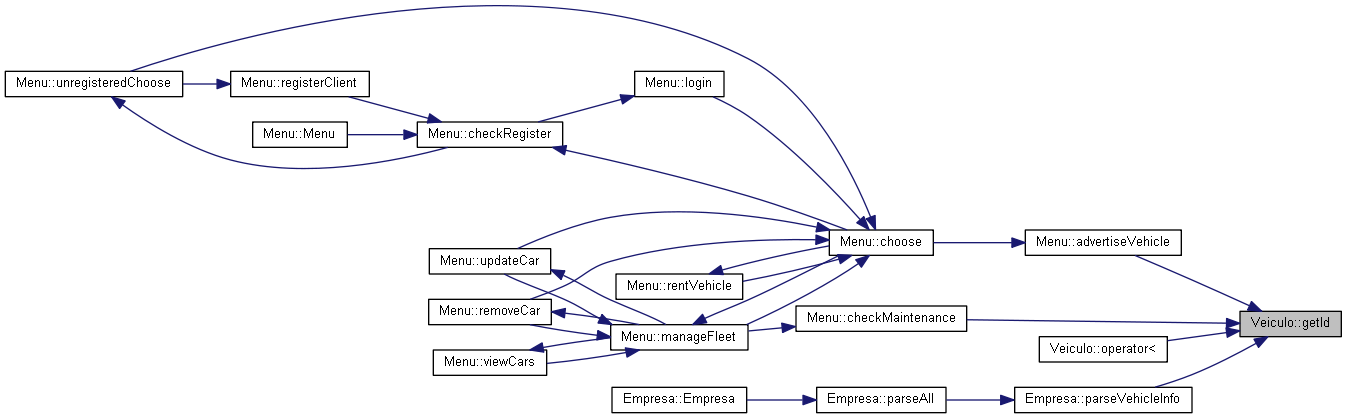 Menu::unregisteredChoose
Menu::registerClient
Menu::login
Menu::Menu
Menu::checkRegister
Menu::choose
Menu::advertiseVehicle
Menu::updateCar
Menu::rentVehicle
Menu::removeCar
Menu::checkMaintenance
Veiculo::getId
Menu::manageFleet
Veiculo::operator<
Menu::viewCars
Empresa::Empresa
Empresa::parseAll
Empresa::parseVehicleInfo